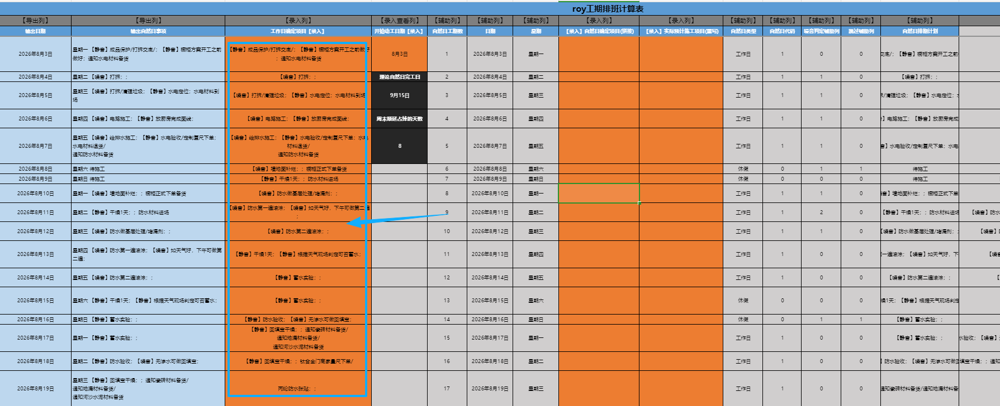 roy工期排班计算表
【导出列】 【导出列】 【录入列】 【录入查看列】 【辅助列】 【辅助列】 【辅助列】 【录入列】 【录入列】 【辅助列】 【辅助列】 【辅助列】 【辅助列】 【辅助列】
输出日期 输出自然日事项 工作日确定项目【录入】 开始动工日期【录入】 自然日工期数 日期 星期 【录入】自然日确定项目(拼接) 【录入】实际预计施工项目(覆写) 自然日类型 自然日代码 噪音判定辅助列 跳过辅助列 自然日排期计划
2026年8月3日 星期一 【静音】成品保护/打拆交底/；【静音】橱柜方案开工之前 【静音】成品保护/打拆交底/；【静音】橱柜方案开工之前做好 8月3日 1 2026年8月3日 星期一 工作日 1 0 0 交底/；【静音】橱柜方案开工之前
做好；通知水电材料备货 ；通知水电材料备货
2026年8月4日 星期二 【噪音】打拆；； 【噪音】打拆；； 理论自然日完工日 2 2026年8月4日 星期二 工作日 1 1 0 【噪音】打拆；；
2026年8月5日 星期三 【噪音】打拆/清理垃圾；【静音】水电定位；水电材料到 【噪音】打拆/清理垃圾；【静音】水电定位；水电材料到场 9月15日 3 2026年8月5日 星期三 工作日 1 1 0 /清理垃圾；【静音】水电定位；
场
2026年8月6日 星期四 【噪音】电路施工；【静音】放厨房完成面线； 【噪音】电路施工；【静音】放厨房完成面线； 周末顺延占掉的天数 4 2026年8月6日 星期四 工作日 1 1 0 】电路施工；【静音】放厨房完成面
2026年8月7日 星期五 【噪音】给排水施工；【静音】水电验收/定制复尺下单； 【噪音】给排水施工；【静音】水电验收/定制复尺下单；水电 8 5 2026年8月7日 星期五 工作日 1 1 0 音】水电验收/定制复尺下单；水电
水电材料退货/ 材料退货/
通知防水材料备货 通知防水材料备货
2026年8月8日 星期六 待施工 【噪音】墙地面补烂；；橱柜正式下单备货 6 2026年8月8日 星期六 休假 0 1 1 待施工
2026年8月9日 星期日 待施工 【静音】干燥1天；；防水材料进场 7 2026年8月9日 星期日 休假 0 0 0 待施工
2026年8月10日 星期一 【噪音】墙地面补烂；；橱柜正式下单备货 【噪音】防水做基层处理/堵漏剂；； 8 2026年8月10日 星期一 工作日 1 1 0 音】墙地面补烂；；橱柜正式下单
2026年8月11日 星期二 【静音】干燥1天；；防水材料进场 【噪音】防水第一遍滚涂；【噪音】如天气好，下午可做第二遍 9 2026年8月11日 星期二 工作日 1 2 0 【静音】干燥1天；；防水材料进场 【噪音】防水
；
2026年8月12日 星期三 【噪音】防水做基层处理/堵漏剂；； 【噪音】防水第二遍滚涂；； 10 2026年8月12日 星期三 工作日 1 1 0 【噪音】防水做基层处理/堵漏剂；； 【噪音】
2026年8月13日 星期四 【噪音】防水第一遍滚涂；【噪音】如天气好，下午可做第 【静音】干燥1天；【静音】根据天气现场判定可否蓄水； 11 2026年8月13日 星期四 工作日 1 0 0 一遍滚涂；【噪音】如天气好，下 【噪
二遍；
2026年8月14日 星期五 【噪音】防水第二遍滚涂；； 【静音】蓄水实验；； 12 2026年8月14日 星期五 工作日 1 0 0 【噪音】防水第二遍滚涂；； 【
2026年8月15日 星期六 【静音】干燥1天；【静音】根据天气现场判定可否蓄水； 【静音】蓄水实验；； 13 2026年8月15日 星期六 休假 0 0 0 燥1天；【静音】根据天气现场判定
2026年8月16日 星期日 【静音】蓄水实验；； 【静音】防水验收；【噪音】无渗水可做回填宝； 14 2026年8月16日 星期日 休假 0 1 1 【静音】蓄水实验；；
2026年8月17日 星期一 【静音】蓄水实验；； 【静音】回填宝干燥；；通知瓷砖材料备货/ 15 2026年8月17日 星期一 工作日 1 0 0 【静音】蓄水实验；； 水验收；【噪音】
通知地漏材料备货/
通知河沙水泥材料备货
2026年8月18日 星期二 【静音】防水验收；【噪音】无渗水可做回填宝； 【静音】回填宝干燥；；钛合金门商家量尺下单/ 16 2026年8月18日 星期二 工作日 1 0 0 】防水验收；【噪音】无渗水可做回 填宝干燥；；通知
2026年8月19日 星期三 【静音】回填宝干燥；；通知瓷砖材料备货/ 丙纶防水张贴；； 17 2026年8月19日 星期三 工作日 1 0 0 通知瓷砖材料备货/通知地漏材料备
通知地漏材料备货/
通知河沙水泥材料备货